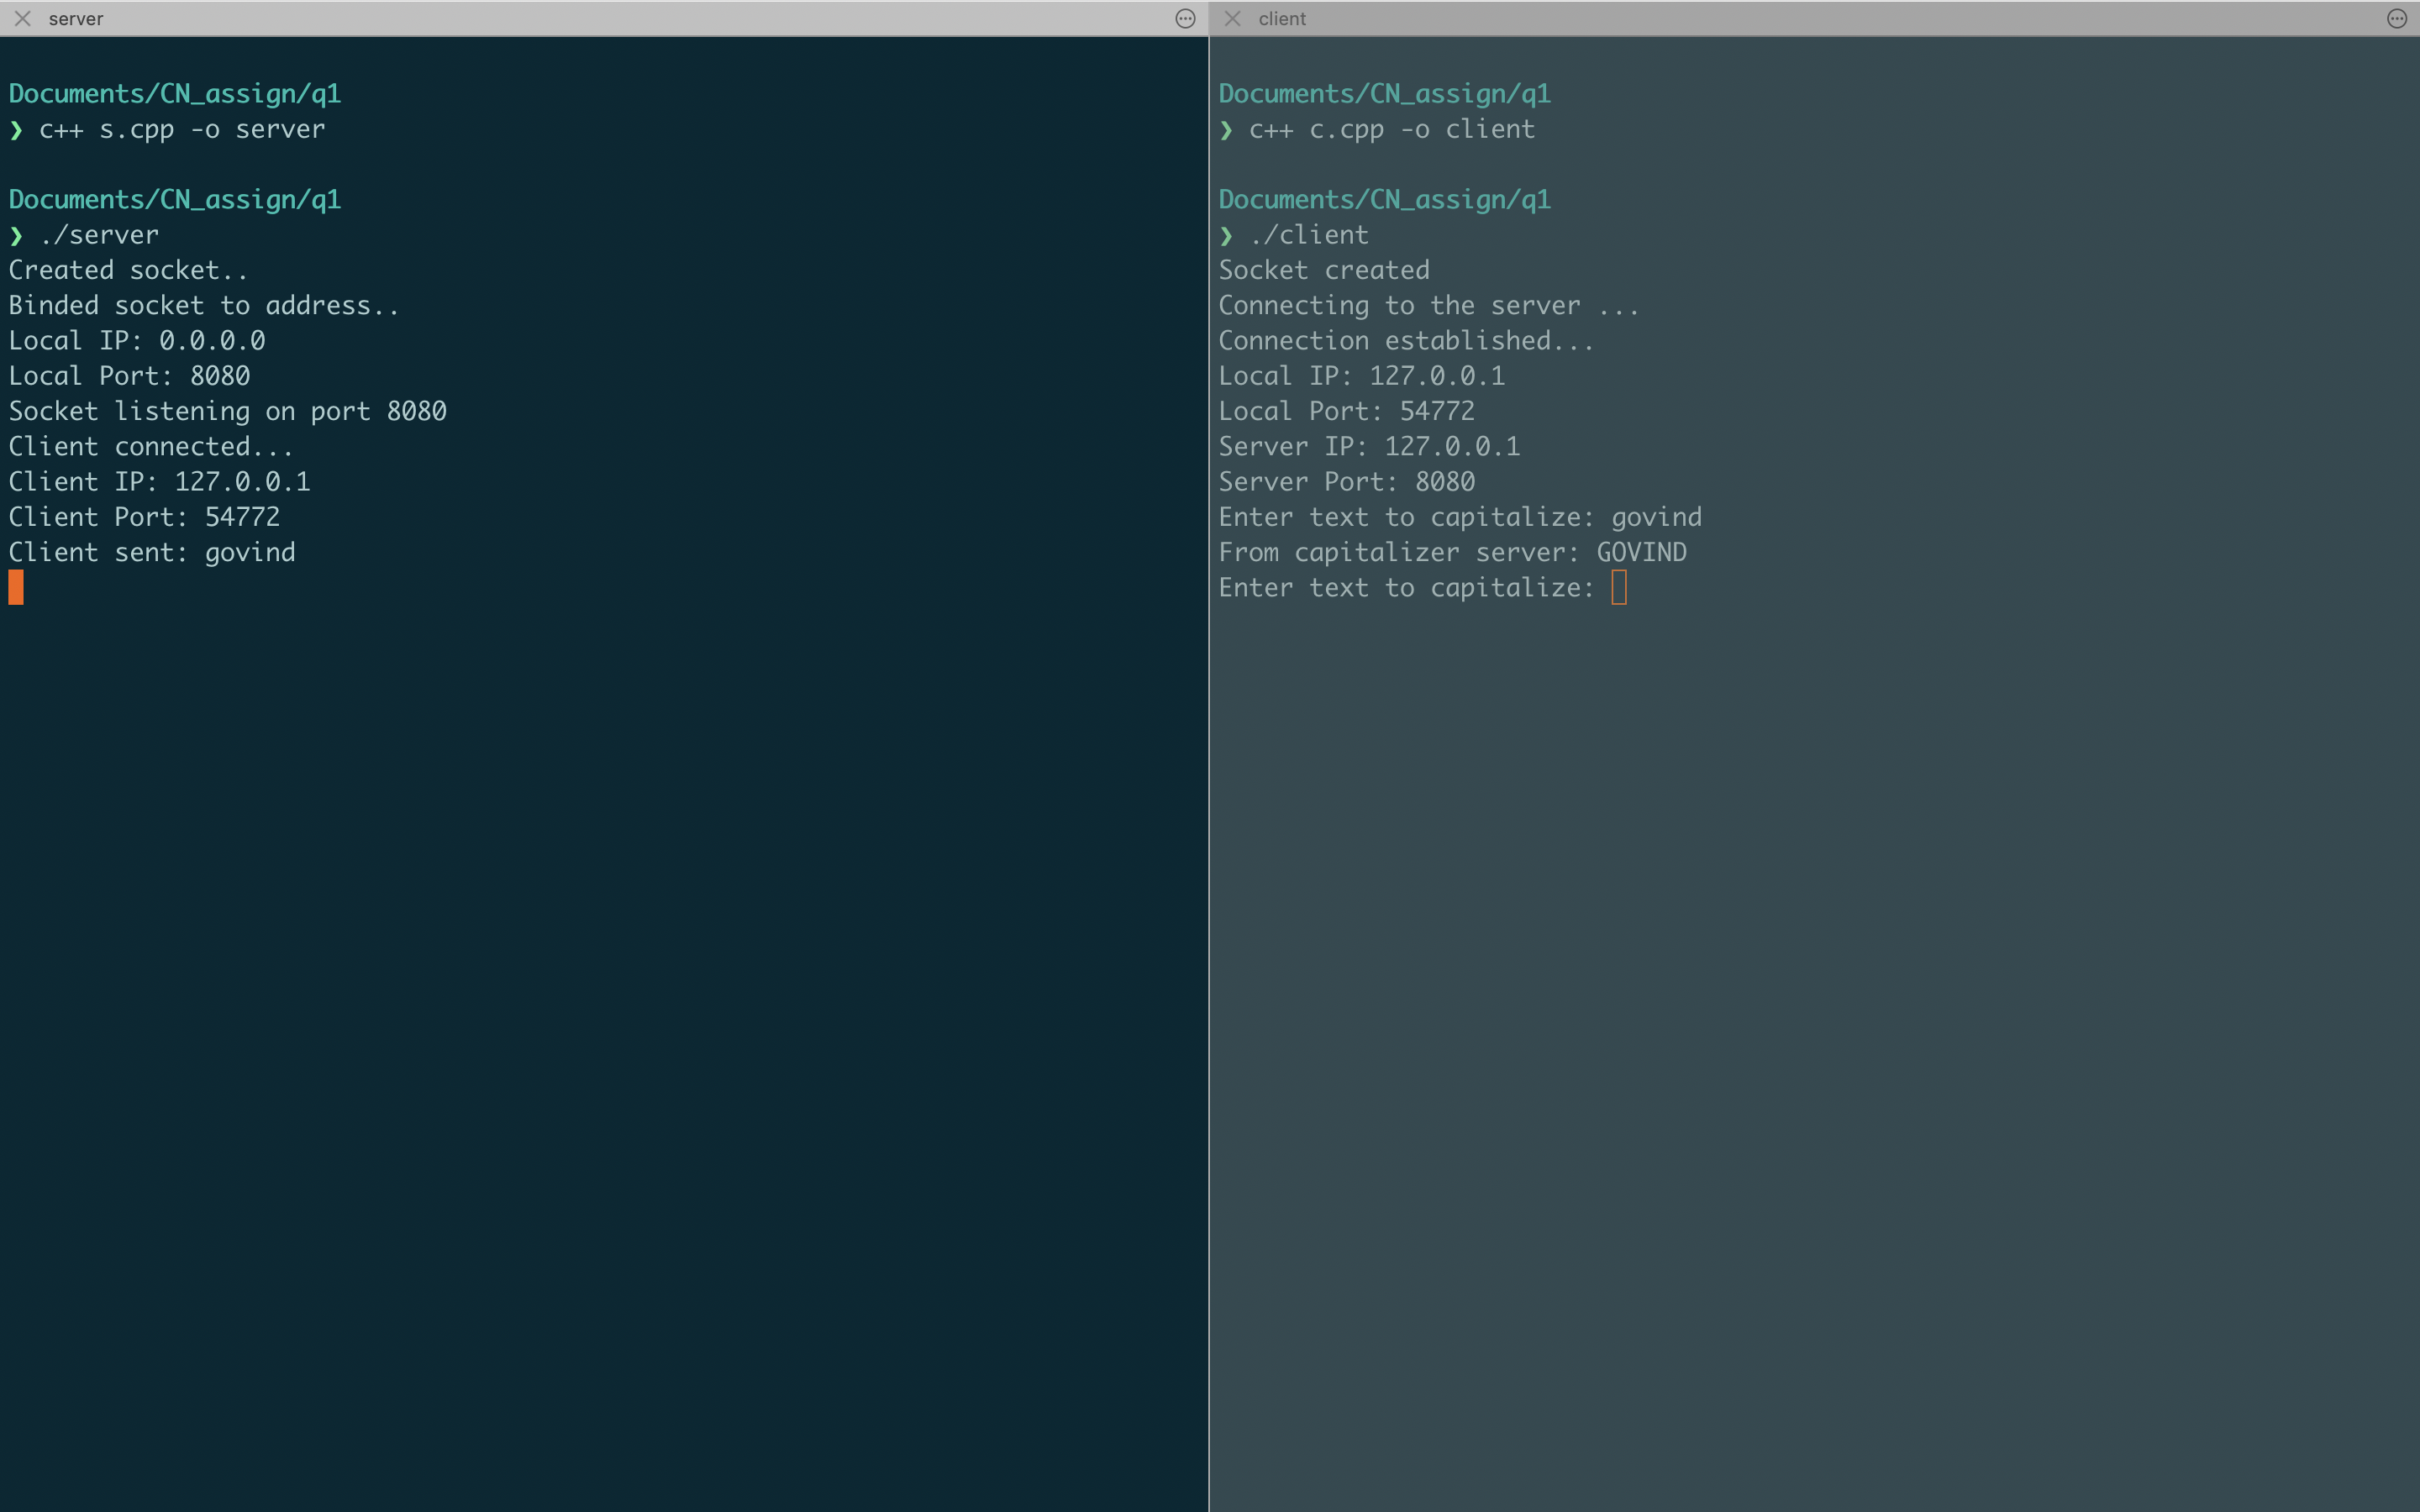 server
Documents/CN_assign/q1
❯ c++ s.cpp -o server
Documents/CN_assign/q1
❯ ./server
Created socket..
Binded socket to address..
Local IP: 0.0.0.0
Local Port: 8080
Socket listening on port 8080
Client connected...
Client IP: 127.0.0.1
Client Port: 54772
Client sent: govind
client
Documents/CN_assign/q1
❯ c++ c.cpp -o client
Documents/CN_assign/q1
❯ ./client
Socket created
Connecting to the server ...
Connection established...
Local IP: 127.0.0.1
Local Port: 54772
Server IP: 127.0.0.1
Server Port: 8080
Enter text to capitalize: govind
From capitalizer server: GOVIND
Enter text to capitalize: